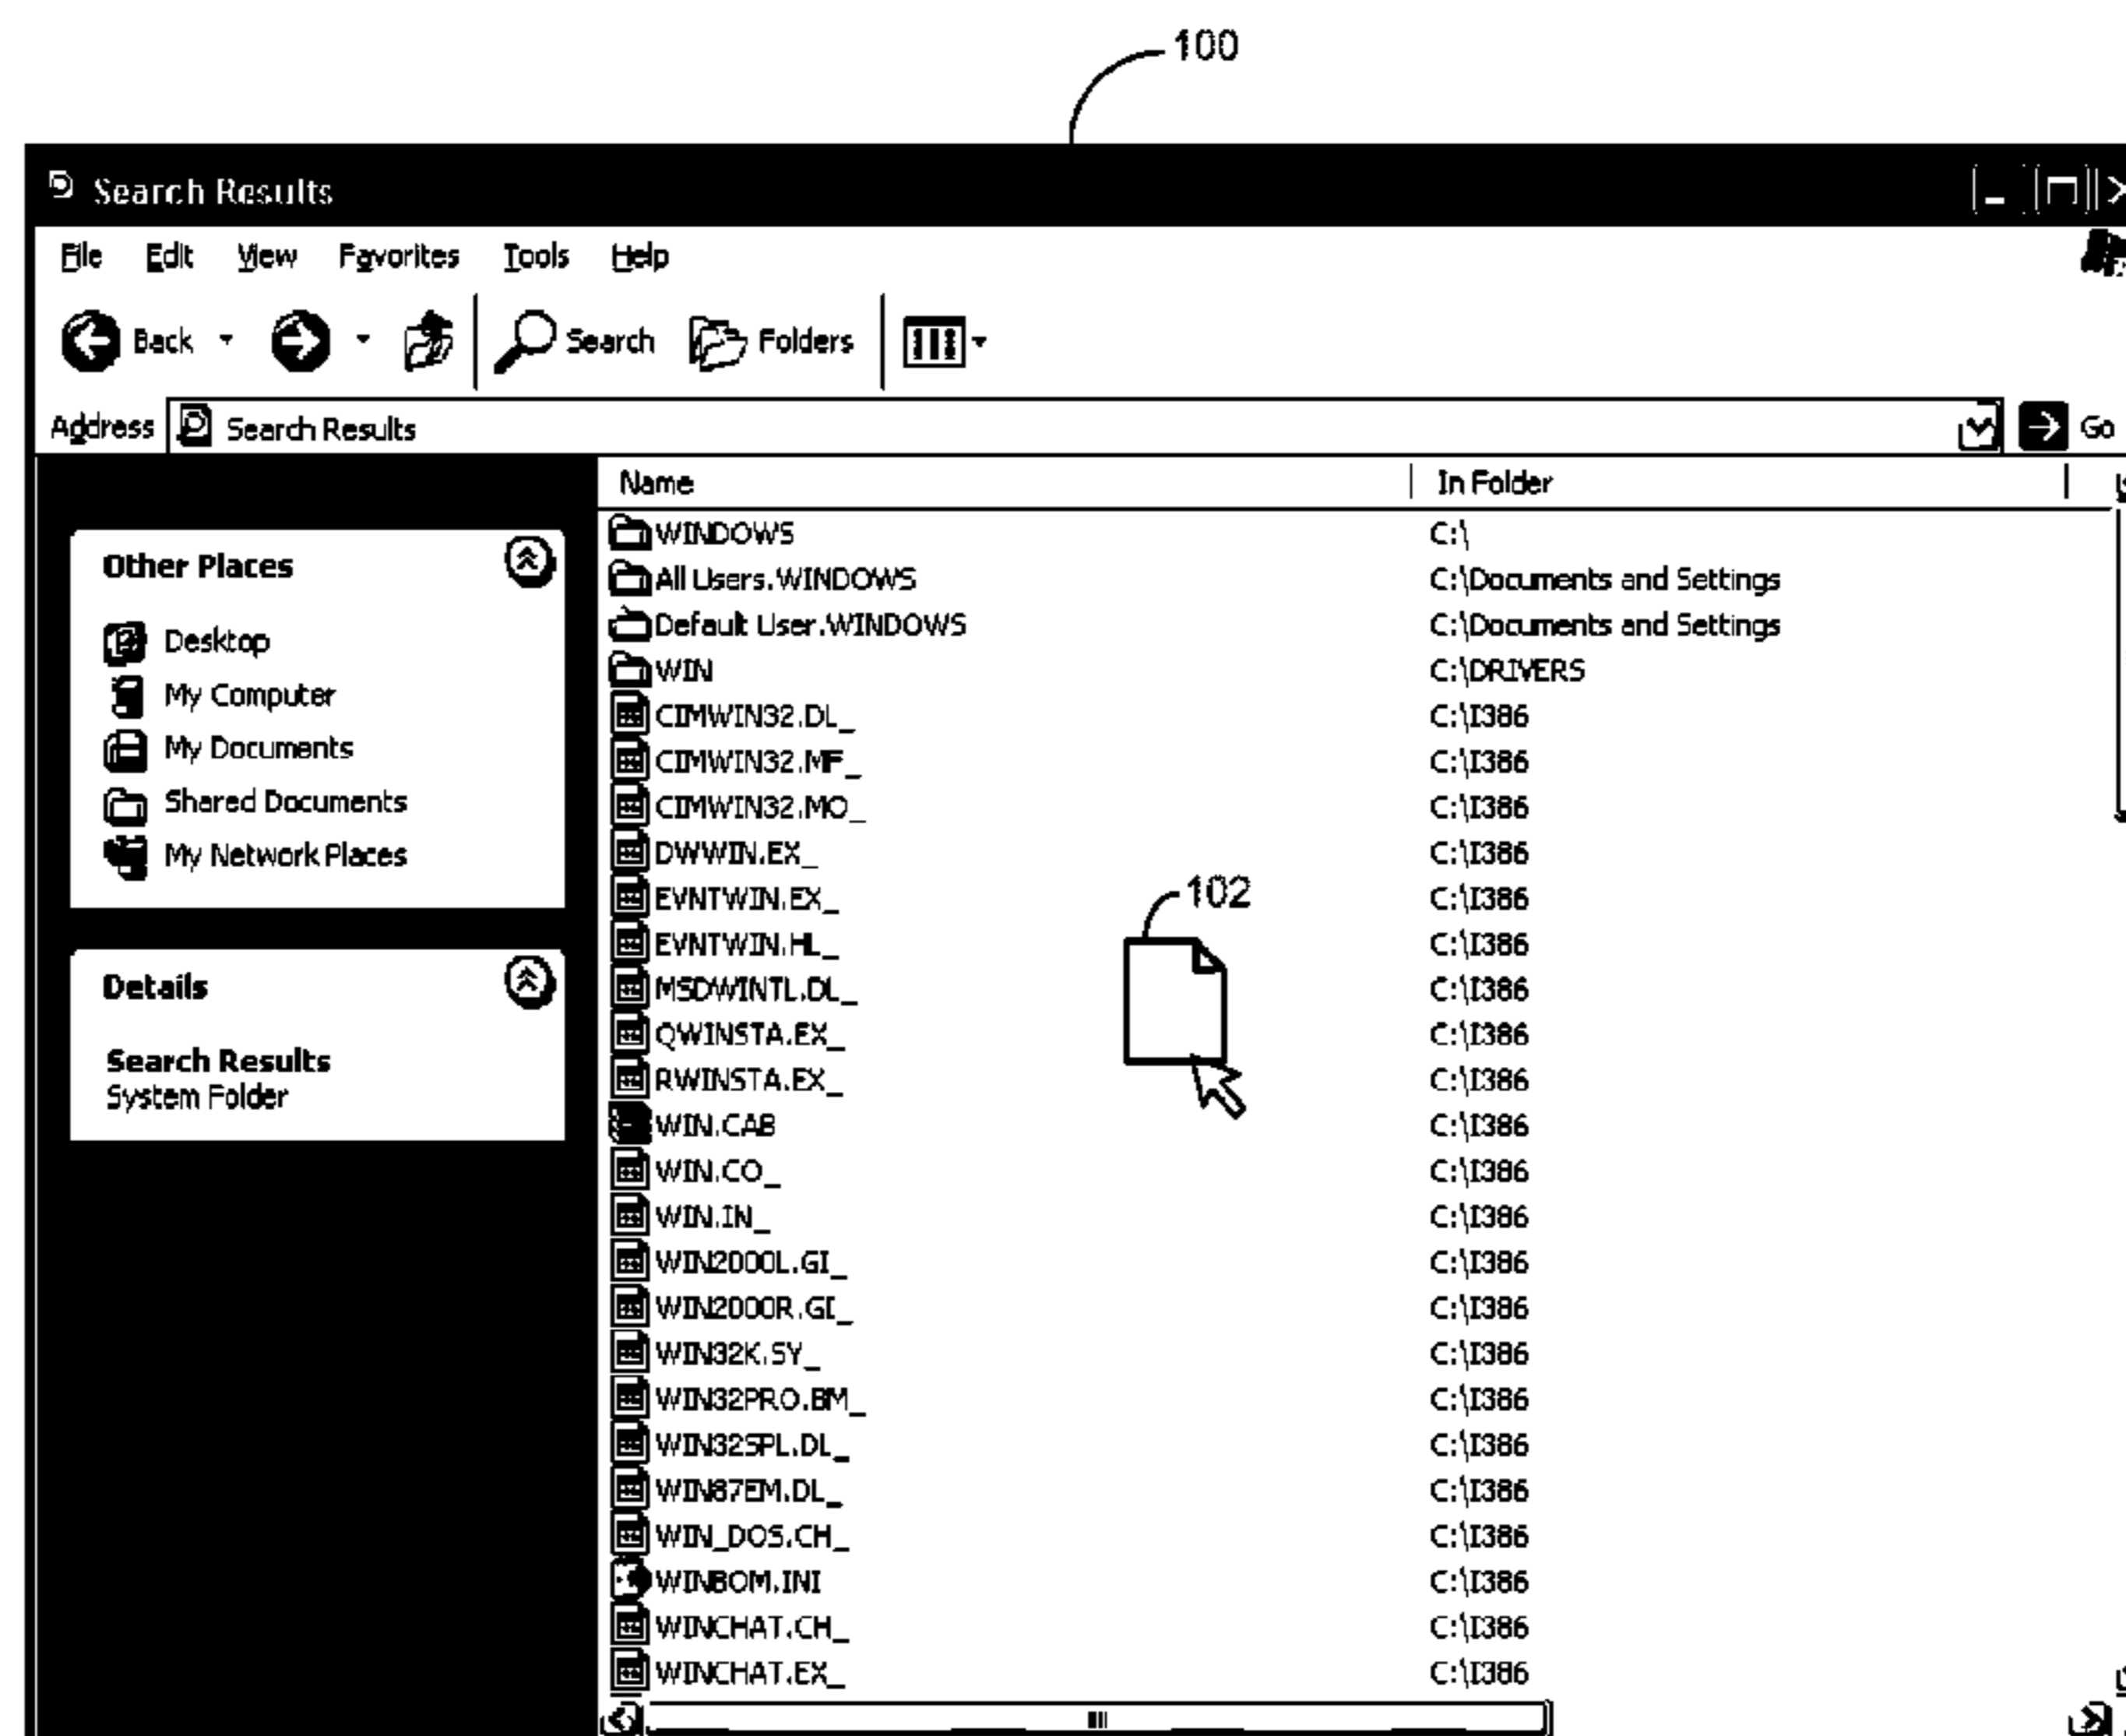 100
Search Results
File Edit View Favorites Tools Help
Back Search Folders
Address Search Results Go
Name In Folder
Other Places
Desktop
My Computer
My Documents
Shared Documents
My Network Places
Details
Search Results
System Folder
WINDOWS C:\
All Users.WINDOWS C:\Documents and Settings
Default User.WINDOWS C:\Documents and Settings
WIN C:\DRIVERS
CIMWIN32.DL_ C:\I386
CIMWIN32.MF_ C:\I386
CIMWIN32.MO_ C:\I386
DWWIN.EX_ C:\I386
102
EVNTWIN.EX_ C:\I386
EVNTWIN.HL_ C:\I386
MSDWINTL.DL_ C:\I386
QWINSTA.EX_ C:\I386
RWINSTA.EX_ C:\I386
WIN.CAB C:\I386
WIN.CO_ C:\I386
WIN.IN_ C:\I386
WIN2000L.GI_ C:\I386
WIN2000R.GI_ C:\I386
WIN32K.SY_ C:\I386
WIN32PRO.BM_ C:\I386
WIN32SPL.DL_ C:\I386
WIN87EM.DL_ C:\I386
WIN_DOS.CH_ C:\I386
WINBOM.INI C:\I386
WINCHAT.CH_ C:\I386
WINCHAT.EX_ C:\I386